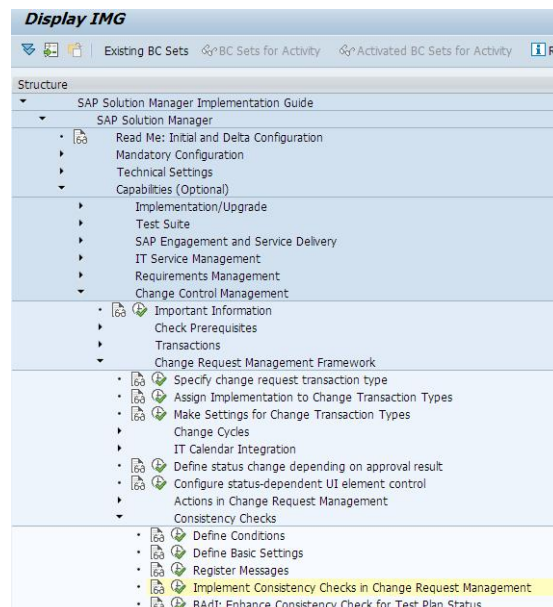 Display IMG
Existing BC Sets BC Sets for Activity Activated BC Sets for Activity
Structure
SAP Solution Manager Implementation Guide
SAP Solution Manager
Read Me: Initial and Delta Configuration
Mandatory Configuration
Technical Settings
Capabilities (Optional)
Implementation/Upgrade
Test Suite
SAP Engagement and Service Delivery
IT Service Management
Requirements Management
Change Control Management
Important Information
Check Prerequisites
Transactions
Change Request Management Framework
Specify change request transaction type
Assign Implementation to Change Transaction Types
Make Settings for Change Transaction Types
Change Cycles
IT Calendar Integration
Define status change depending on approval result
Configure status-dependent UI element control
Actions in Change Request Management
Consistency Checks
Define Conditions
Define Basic Settings
Register Messages
Implement Consistency Checks in Change Request Management
BAdI: Enhance Consistency Check for Test Plan Status